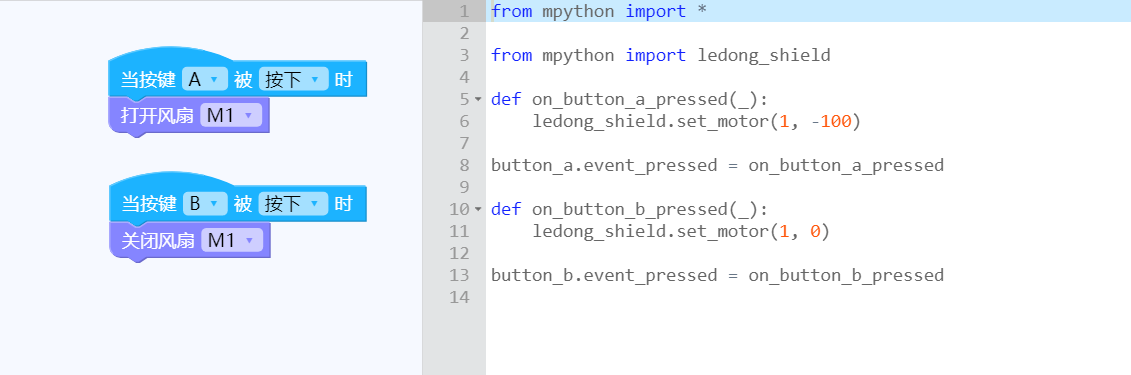 当按键 A 被 按下 时
打开风扇 M1
当按键 B 被 按下 时
关闭风扇 M1
1 from mpython import *
2
3 from mpython import ledong_shield
4
5 def on_button_a_pressed(_):
6     ledong_shield.set_motor(1, -100)
7
8 button_a.event_pressed = on_button_a_pressed
9
10 def on_button_b_pressed(_):
11     ledong_shield.set_motor(1, 0)
12
13 button_b.event_pressed = on_button_b_pressed
14